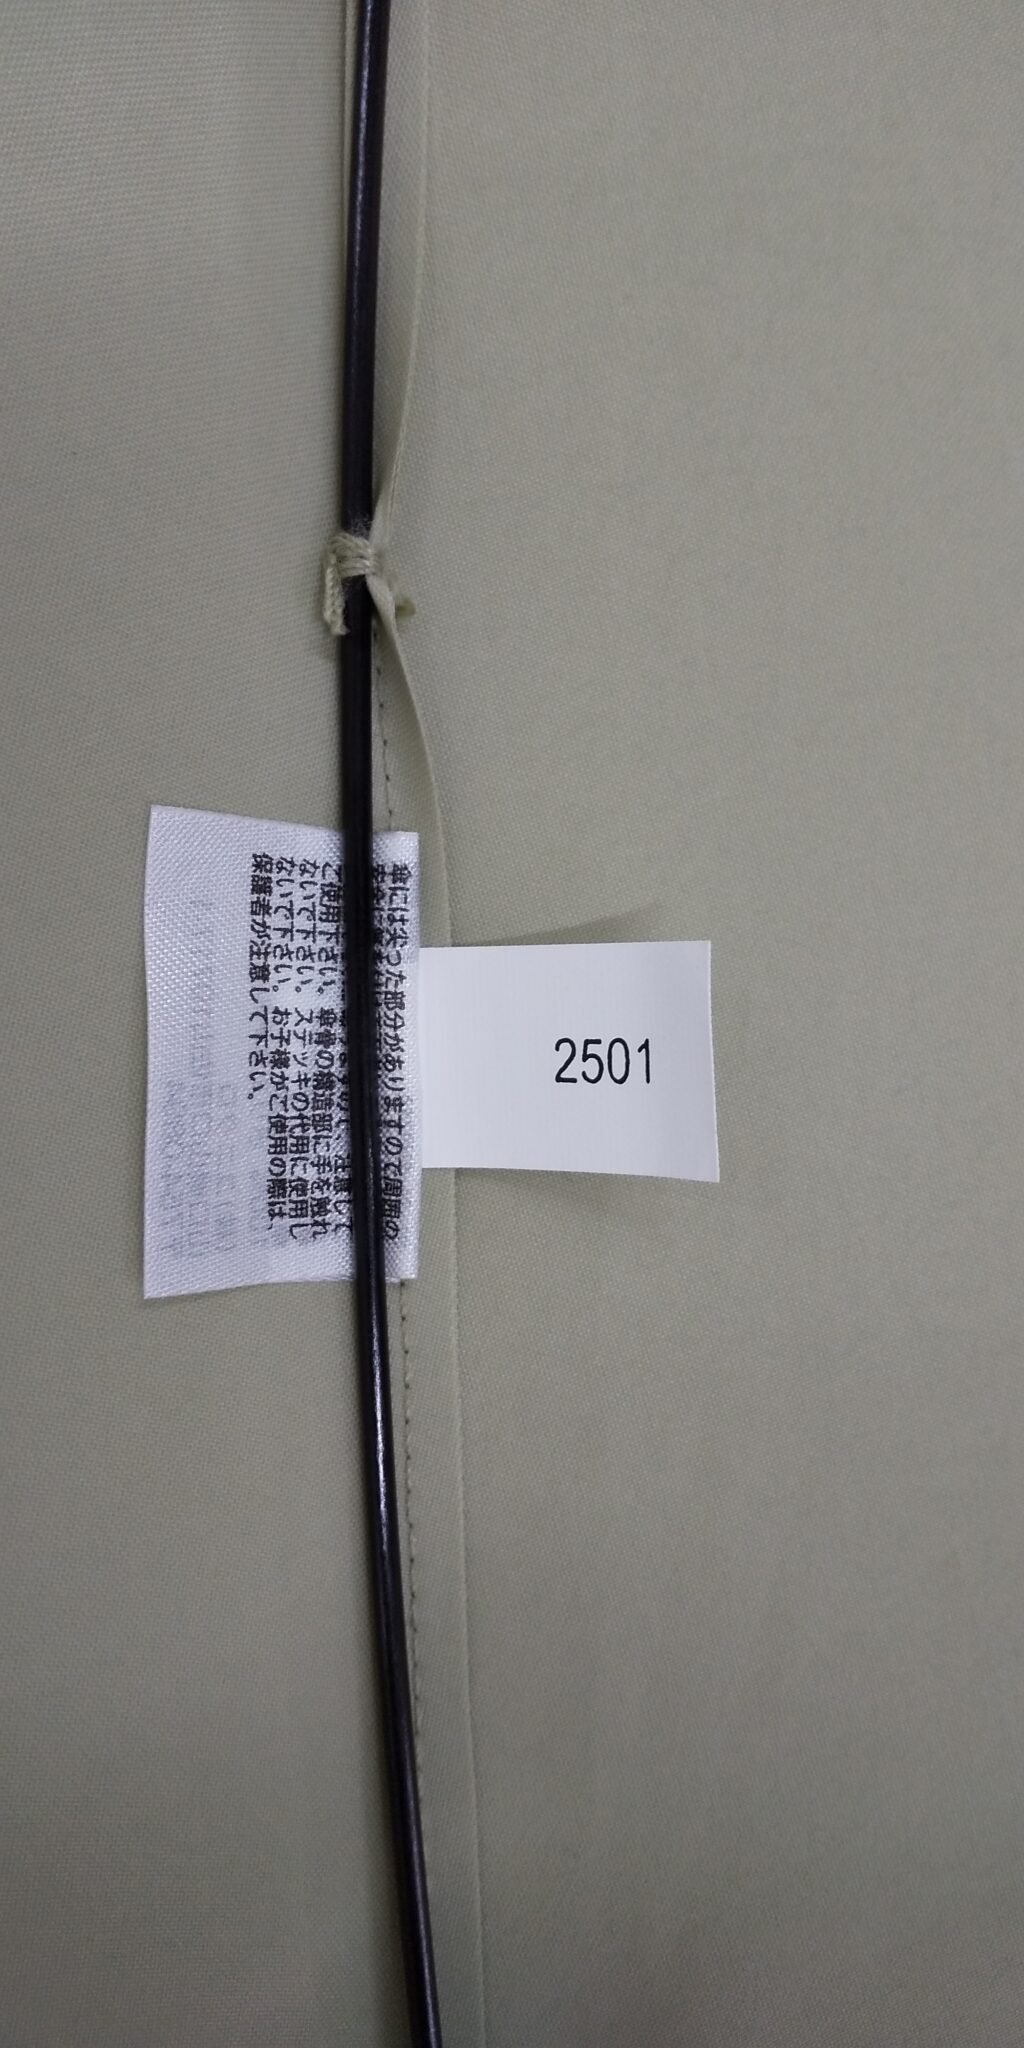 傘には尖った部分がありますので周囲の
ご使用下さい。傘骨の構造部に手を触れ
ないで下さい。ステッキの代用に使用し
ないで下さい。お子様がご使用の際は、
保護者が注意して下さい。
2501